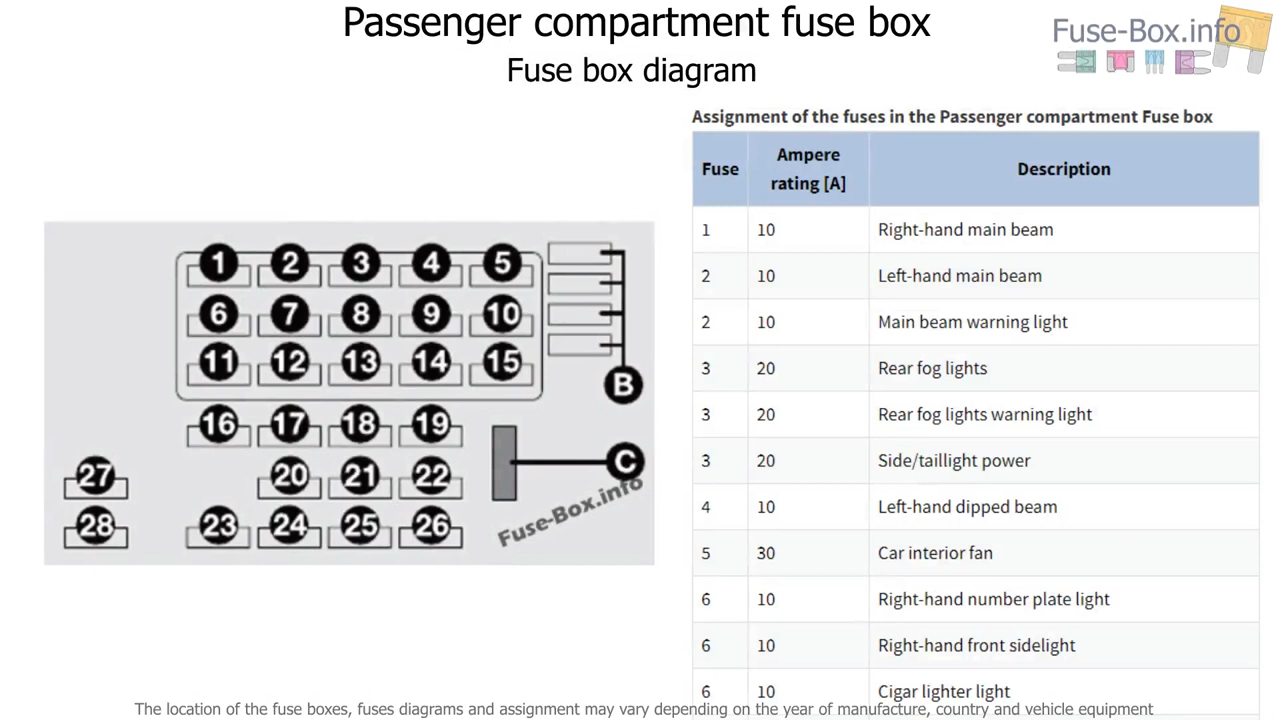 Passenger compartment fuse box
Fuse box diagram
Fuse-Box.info
1 2 3 4 5
6 7 8 9 10
11 12 13 14 15
B
16 17 18 19
C
27 20 21 22
28 23 24 25 26
Fuse-Box.info
Assignment of the fuses in the Passenger compartment Fuse box
Fuse Ampere rating [A] Description
1 10 Right-hand main beam
2 10 Left-hand main beam
2 10 Main beam warning light
3 20 Rear fog lights
3 20 Rear fog lights warning light
3 20 Side/taillight power
4 10 Left-hand dipped beam
5 30 Car interior fan
6 10 Right-hand number plate light
6 10 Right-hand front sidelight
6 10 Cigar lighter light
The location of the fuse boxes, fuses diagrams and assignment may vary depending on the year of manufacture, country and vehicle equipment